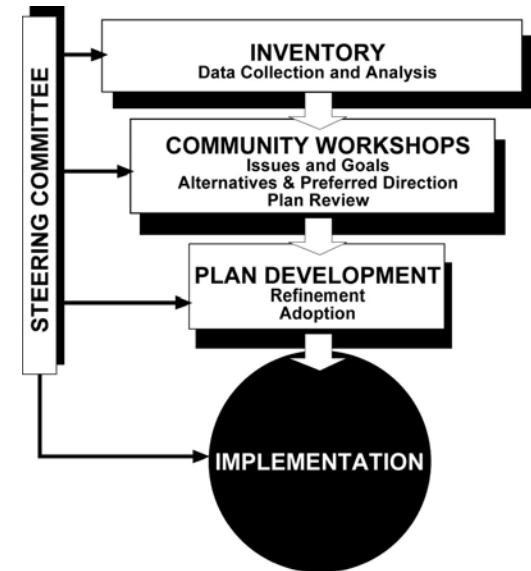 STEERING COMMITTEE
INVENTORY
Data Collection and Analysis
COMMUNITY WORKSHOPS
Issues and Goals
Alternatives & Preferred Direction
Plan Review
PLAN DEVELOPMENT
Refinement
Adoption
IMPLEMENTATION